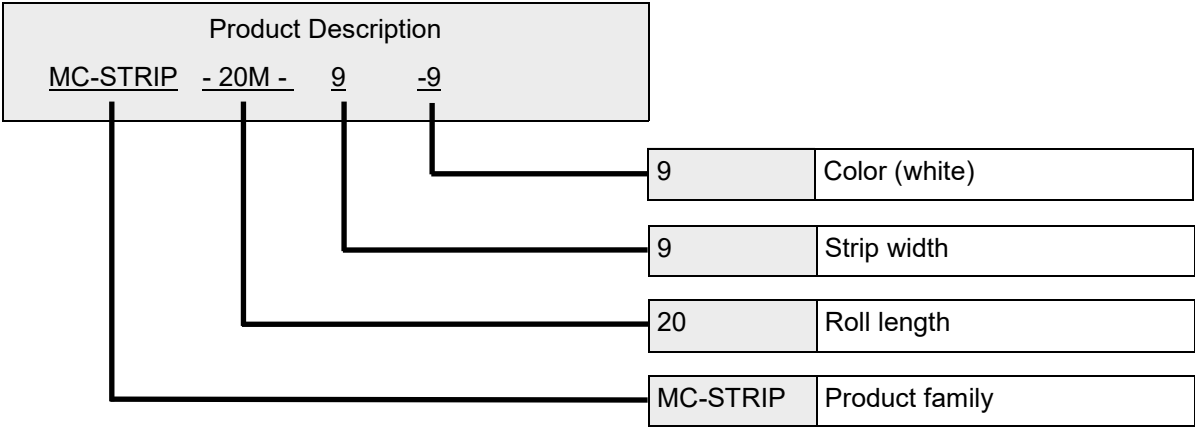 Product Description
MC-STRIP - 20M - 9 -9
9 Color (white)
9 Strip width
20 Roll length
MC-STRIP Product family